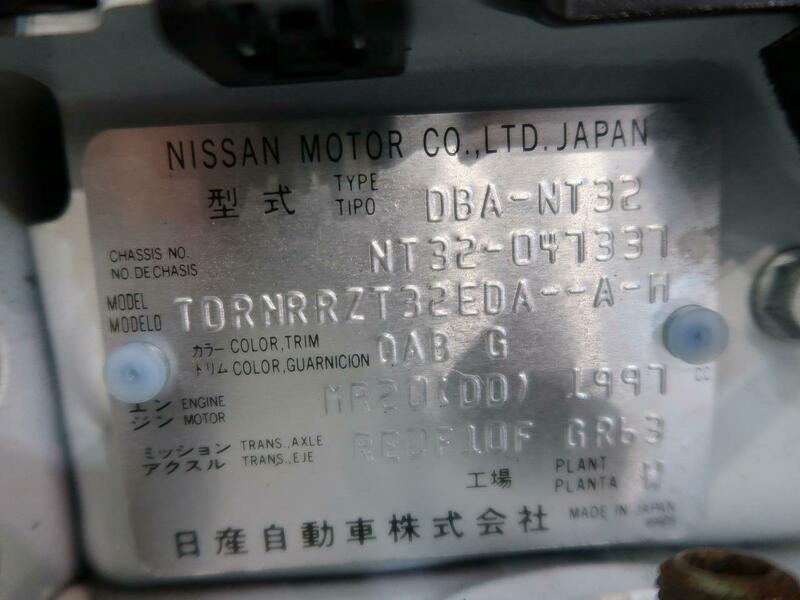 NISSAN MOTOR CO.,LTD. JAPAN
型式 TYPE TIPO DBA-NT32
CHASSIS NO. NO. DE CHASIS NT32-047337
MODEL MODELO TDRNRRZT32EDA--A-H
カラー COLOR, TRIM トリム COLOR, GUARNICION QAB G
エンジン ENGINE MOTOR MR20(DD) 1997 CC
ミッション アクスル TRANS., AXLE TRANS., EJE RE0F10F GR63
工場 PLANT PLANTA W
日産自動車株式会社 MADE IN JAPAN